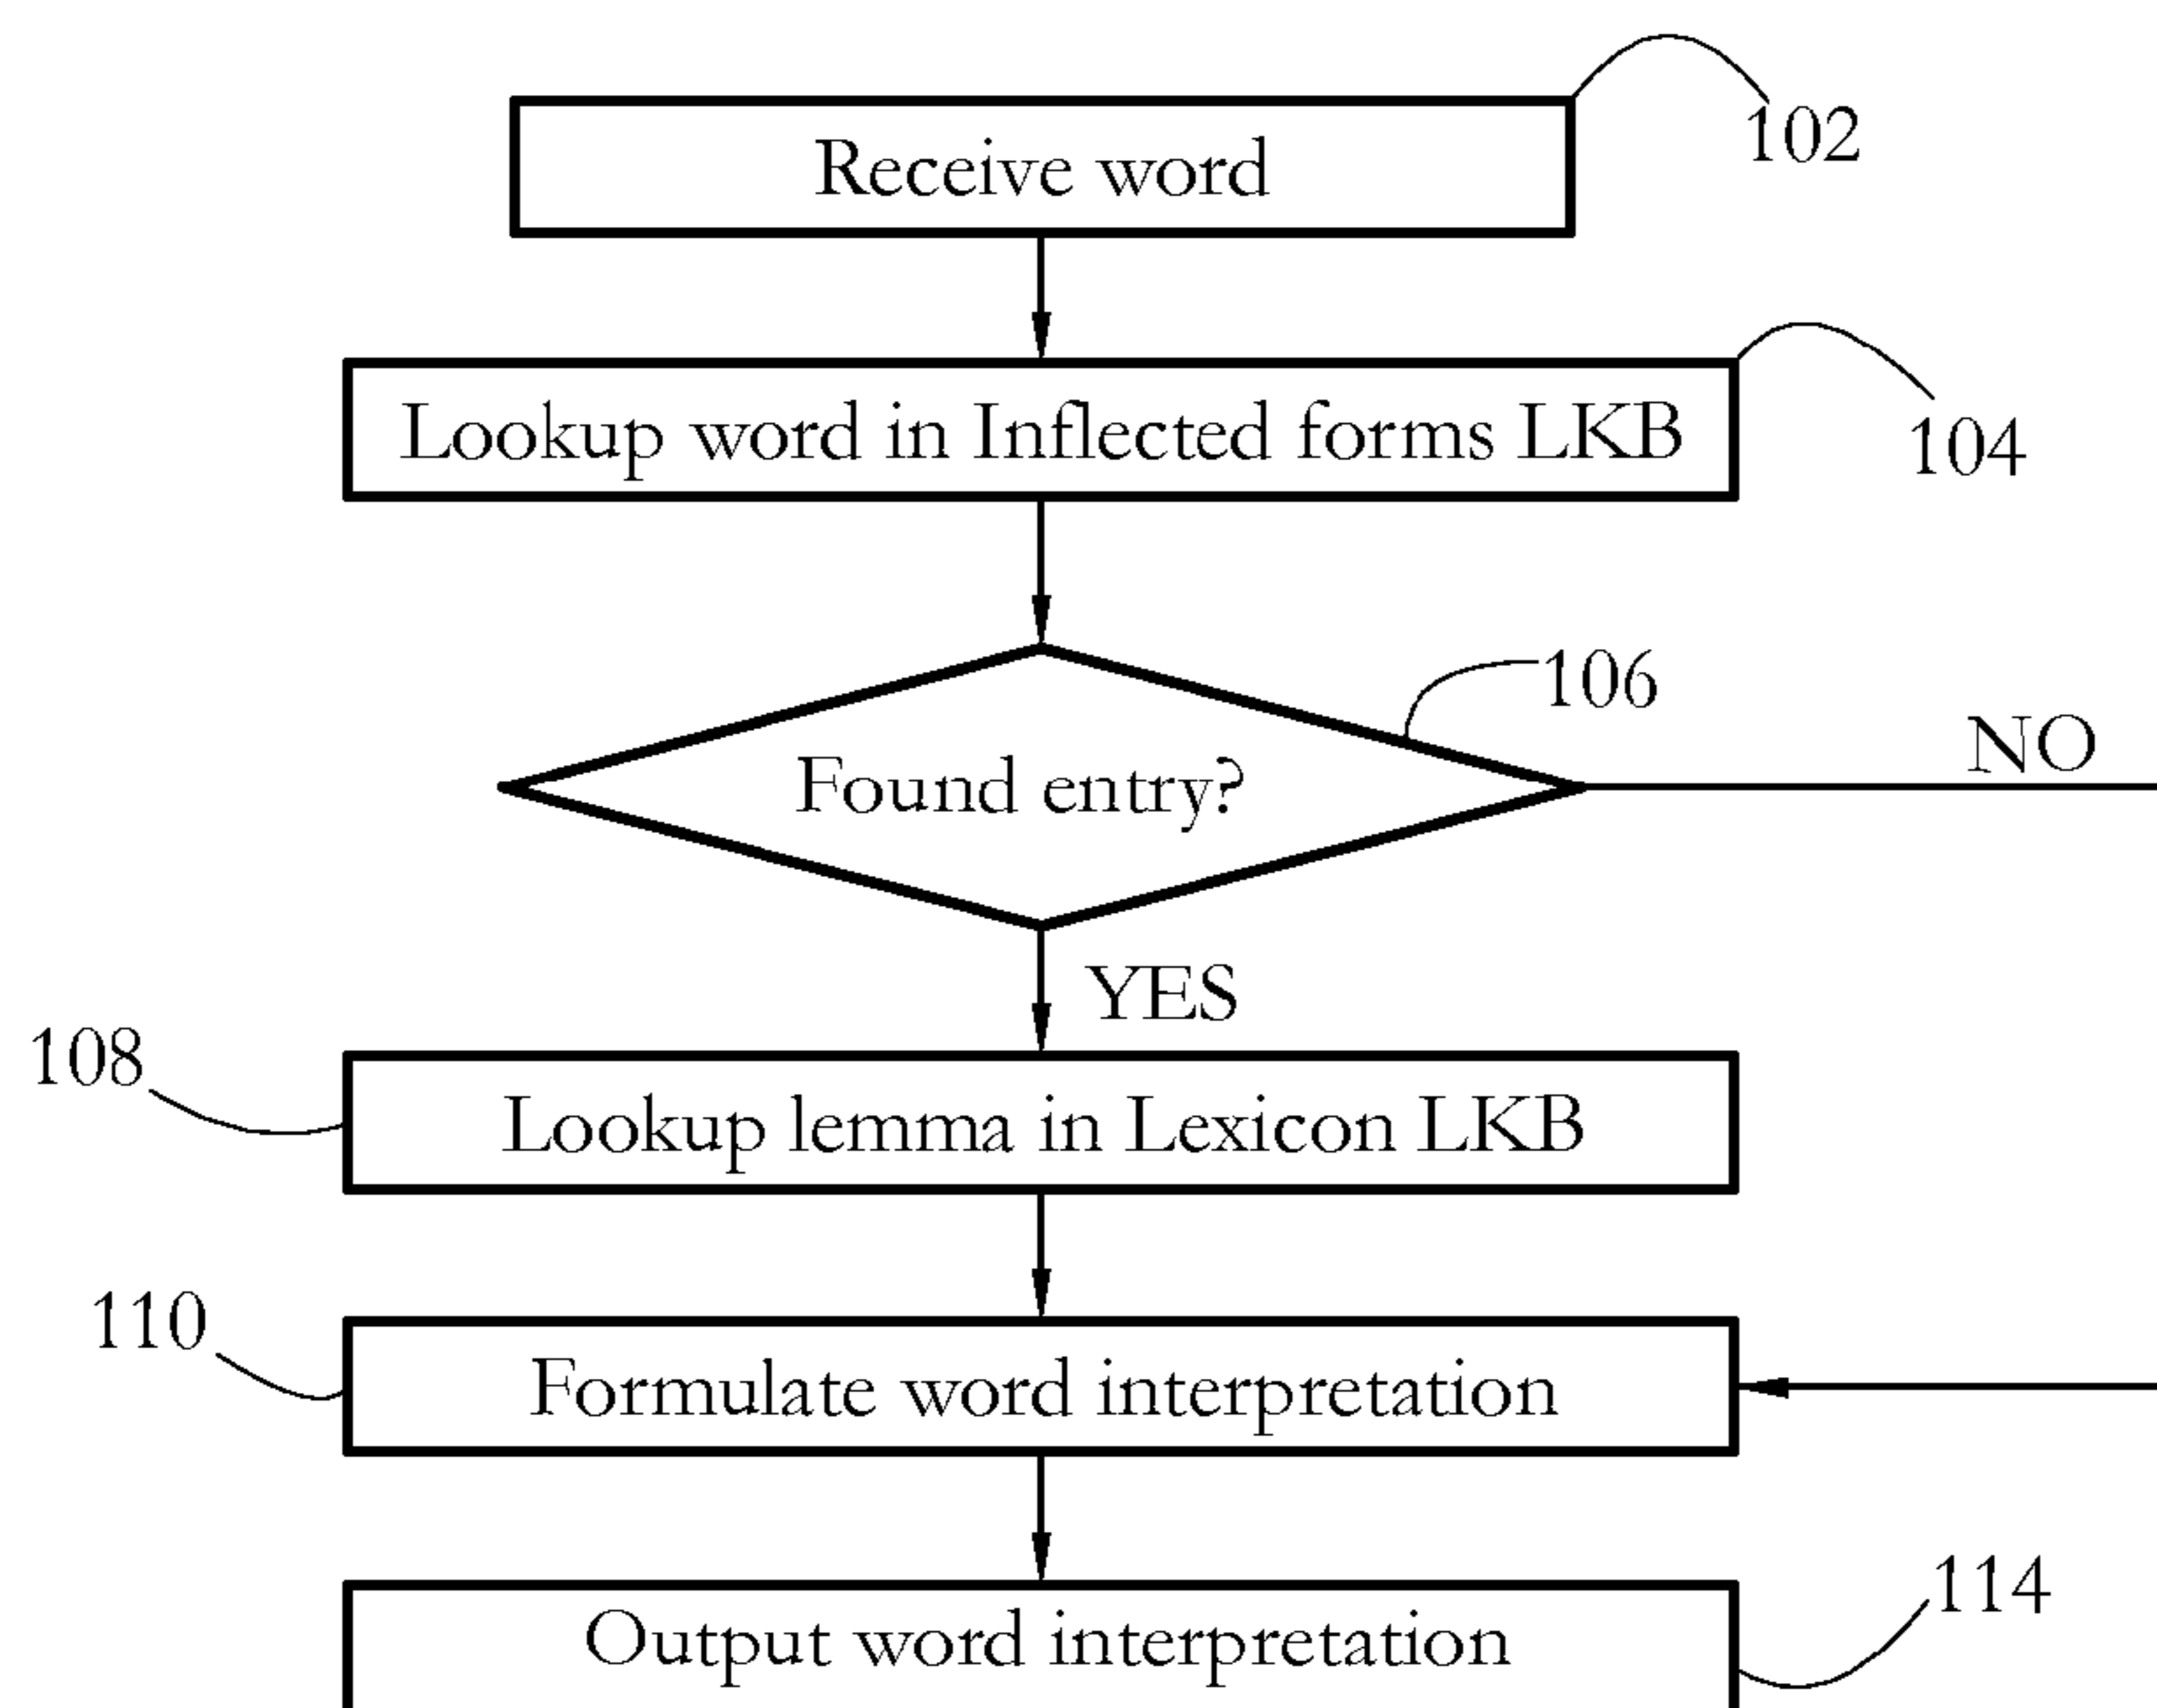 Receive word
102
Lookup word in Inflected forms LKB
104
106
NO
Found entry?
YES
108
Lookup lemma in Lexicon LKB
110
Formulate word interpretation
114
Output word interpretation